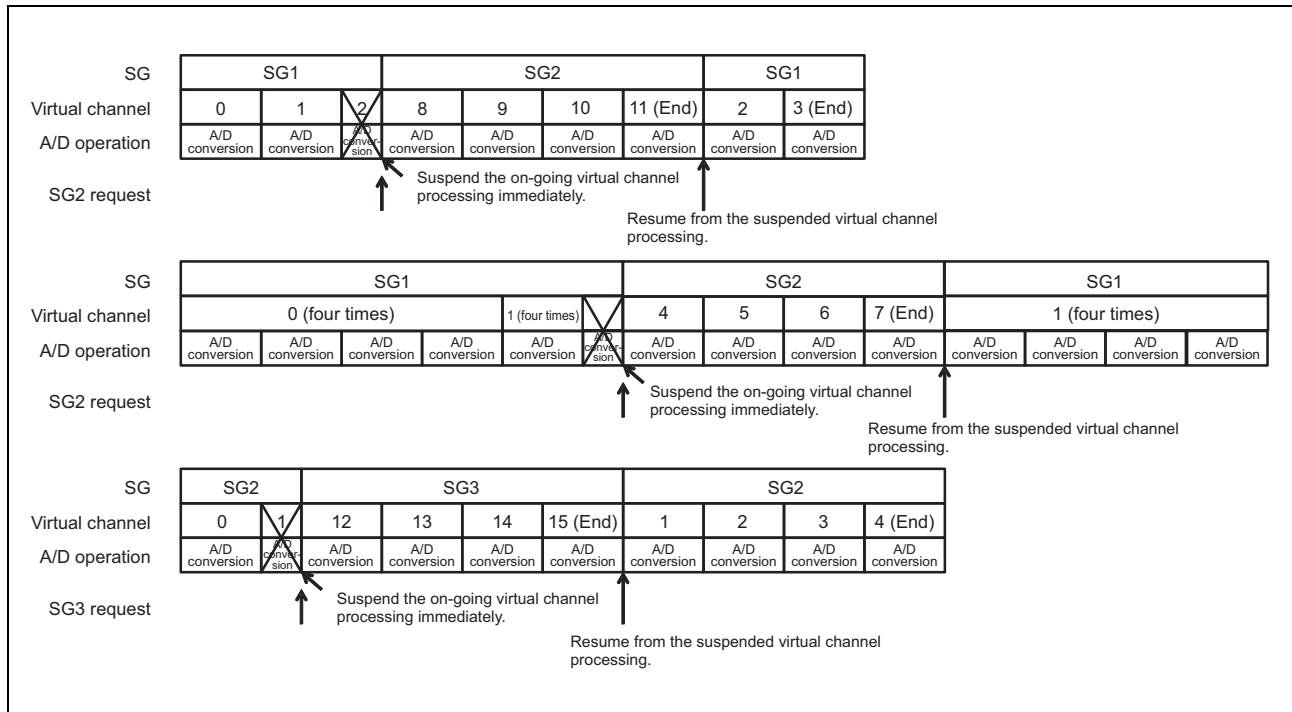 SG SG1 SG2 SG1
Virtual channel 0 1 2 8 9 10 11 (End) 2 3 (End)
A/D operation A/D conversion A/D conversion A/D conver-sion A/D conversion A/D conversion A/D conversion A/D conversion A/D conversion A/D conversion
SG2 request
Suspend the on-going virtual channel
processing immediately.
Resume from the suspended virtual channel
processing.
SG SG1 SG2 SG1
Virtual channel 0 (four times) 1 (four times) 4 5 6 7 (End) 1 (four times)
A/D operation A/D conversion A/D conversion A/D conversion A/D conversion A/D conversion A/D conver-sion A/D conversion A/D conversion A/D conversion A/D conversion A/D conversion A/D conversion A/D conversion A/D conversion
SG2 request
Suspend the on-going virtual channel
processing immediately.
Resume from the suspended virtual channel
processing.
SG SG2 SG3 SG2
Virtual channel 0 1 12 13 14 15 (End) 1 2 3 4 (End)
A/D operation A/D conversion A/D conver-sion A/D conversion A/D conversion A/D conversion A/D conversion A/D conversion A/D conversion A/D conversion A/D conversion
SG3 request
Suspend the on-going virtual channel
processing immediately.
Resume from the suspended virtual channel
processing.